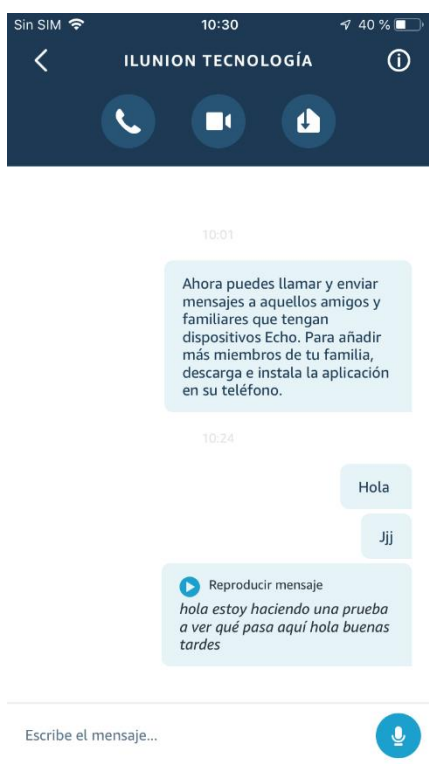 Sin SIM 10:30 40 %
ILUNION TECNOLOGÍA
10:01
Ahora puedes llamar y enviar
mensajes a aquellos amigos y
familiares que tengan
dispositivos Echo. Para añadir
más miembros de tu familia,
descarga e instala la aplicación
en su teléfono.
10:24
Hola
Jjj
Reproducir mensaje
hola estoy haciendo una prueba
a ver qué pasa aquí hola buenas
tardes
Escribe el mensaje...